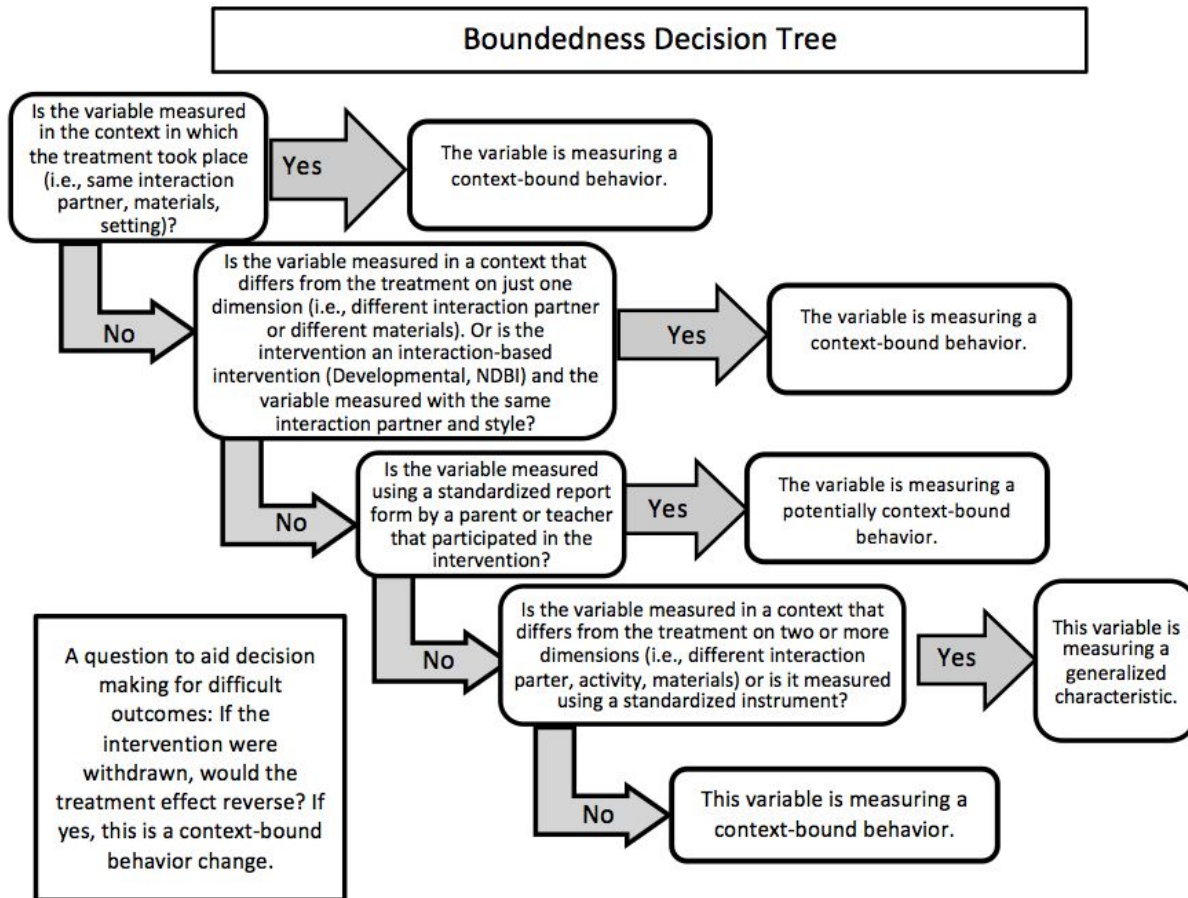 Boundedness Decision Tree
Is the variable measured
in the context in which
the treatment took place
(i.e., same interaction
partner, materials,
setting)?
Yes
The variable is measuring a
context-bound behavior.
No
Is the variable measured in a context that
differs from the treatment on just one
dimension (i.e., different interaction partner
or different materials). Or is the
intervention an interaction-based
intervention (Developmental, NDBI) and the
variable measured with the same
interaction partner and style?
Yes
The variable is measuring a
context-bound behavior.
No
Is the variable measured
using a standardized report
form by a parent or teacher
that participated in the
intervention?
Yes
The variable is measuring a
potentially context-bound
behavior.
No
Is the variable measured in a context that
differs from the treatment on two or more
dimensions (i.e., different interaction
parter, activity, materials) or is it measured
using a standardized instrument?
Yes
This variable is
measuring a
generalized
characteristic.
No
This variable is measuring a
context-bound behavior.
A question to aid decision
making for difficult
outcomes: If the
intervention were
withdrawn, would the
treatment effect reverse? If
yes, this is a context-bound
behavior change.